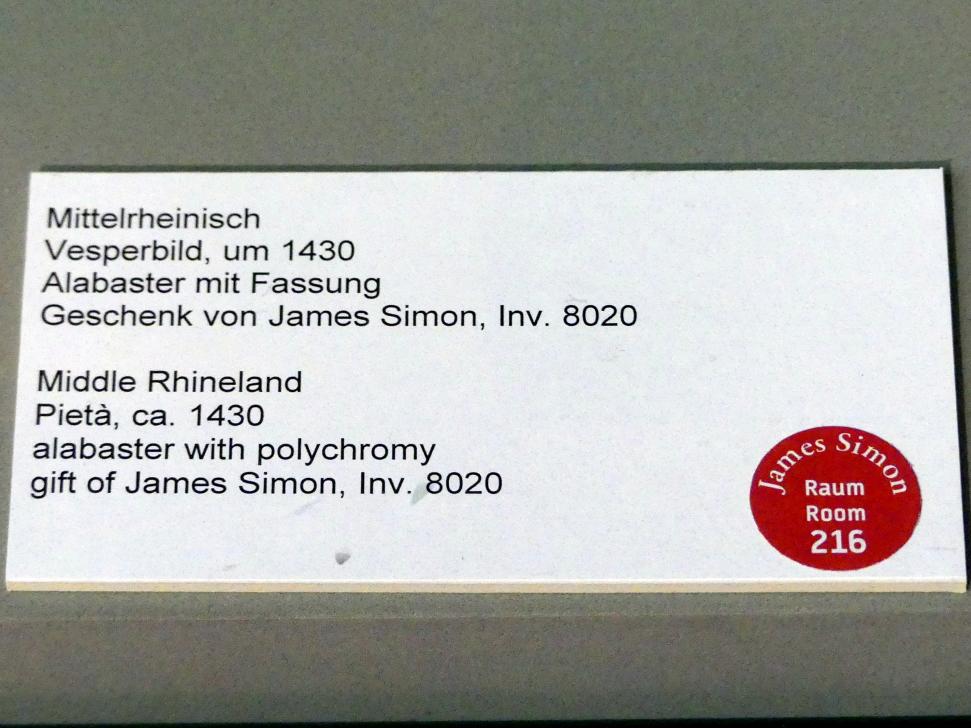 Mittelrheinisch
Vesperbild, um 1430
Alabaster mit Fassung
Geschenk von James Simon, Inv. 8020
Middle Rhineland
Pietà, ca. 1430
alabaster with polychromy
gift of James Simon, Inv. 8020
James Simon
Raum
Room
216